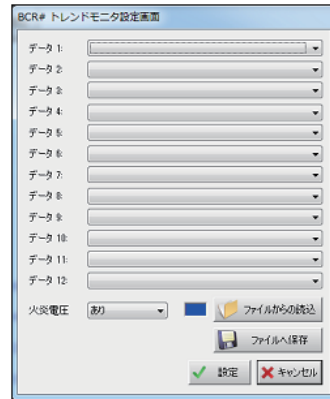 BCR# トレンドモニタ設定画面
データ 1:
データ 2:
データ 3:
データ 4:
データ 5:
データ 6:
データ 7:
データ 8:
データ 9:
データ 10:
データ 11:
データ 12:
火炎電圧 あり ファイルからの読込
ファイルへ保存
設定 キャンセル